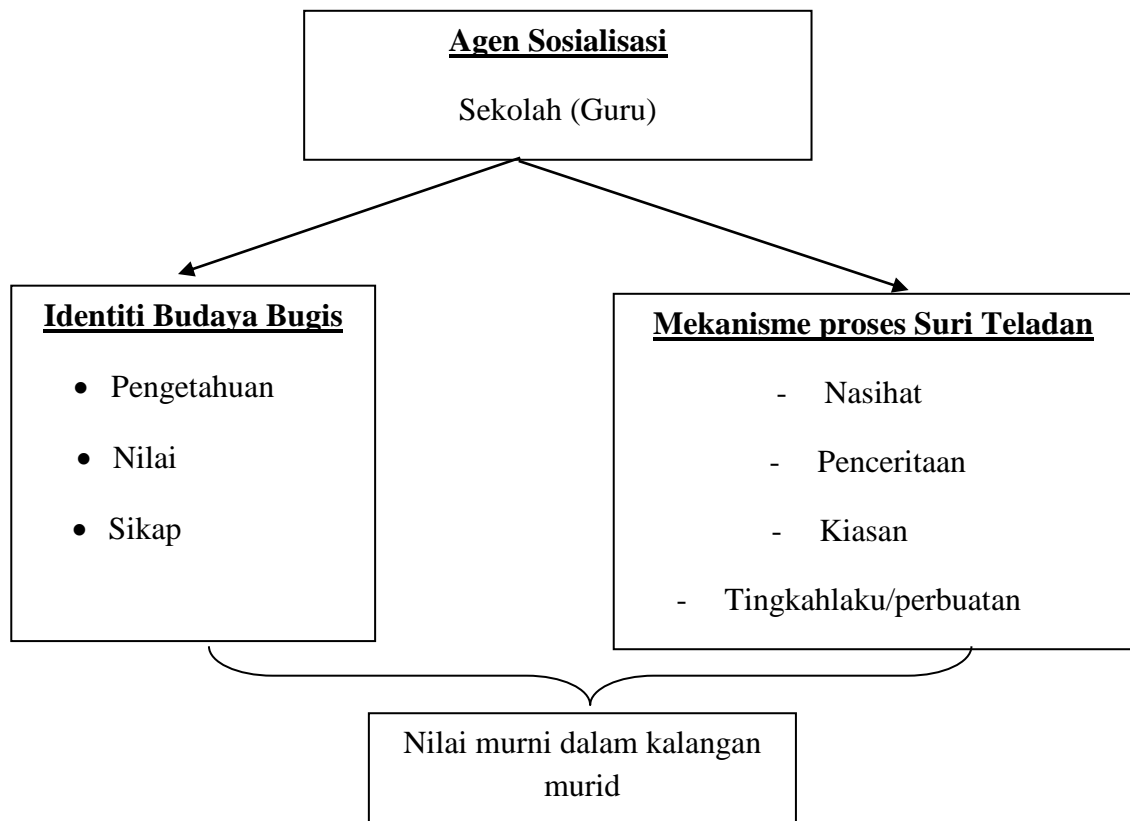 Agen Sosialisasi
Sekolah (Guru)
Identiti Budaya Bugis
• Pengetahuan
• Nilai
• Sikap
Mekanisme proses Suri Teladan
- Nasihat
- Penceritaan
- Kiasan
- Tingkahlaku/perbuatan
Nilai murni dalam kalangan
murid